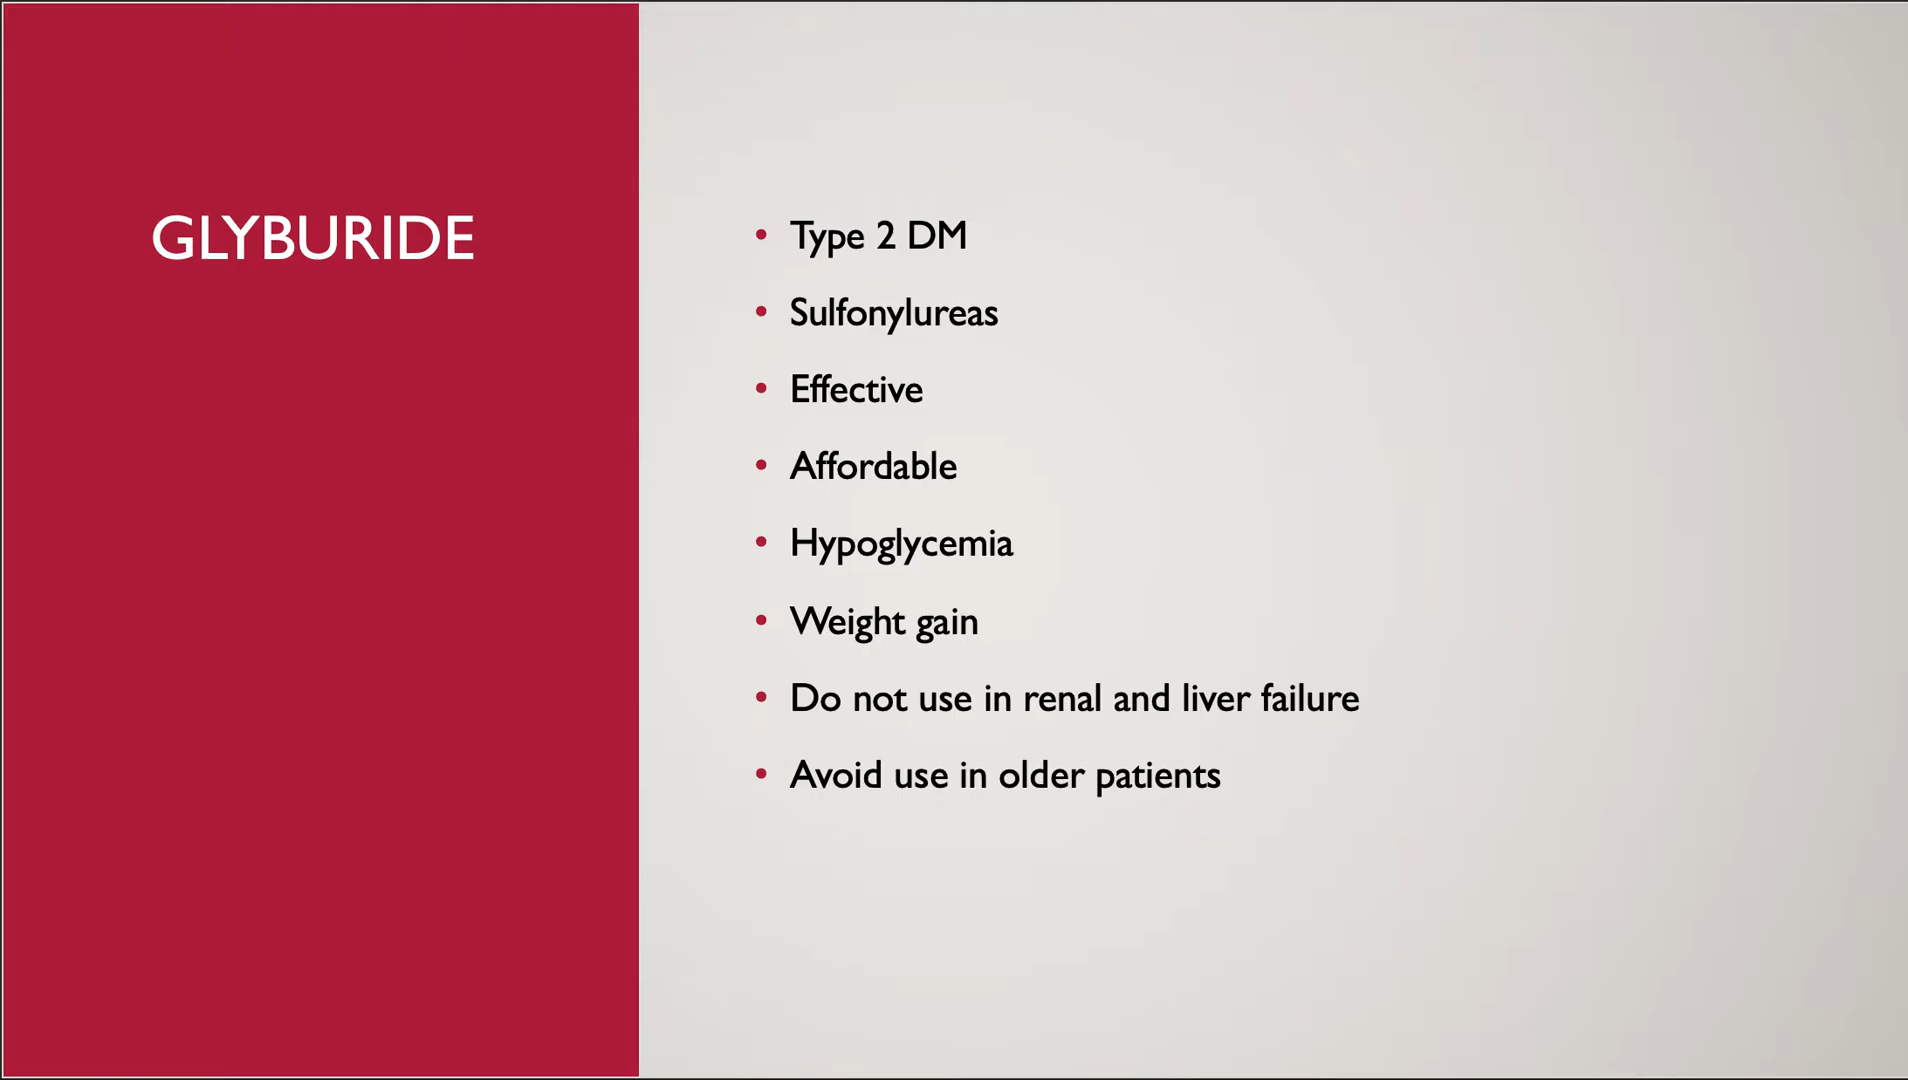 GLYBURIDE
• Type 2 DM
• Sulfonylureas
• Effective
• Affordable
• Hypoglycemia
• Weight gain
• Do not use in renal and liver failure
• Avoid use in older patients